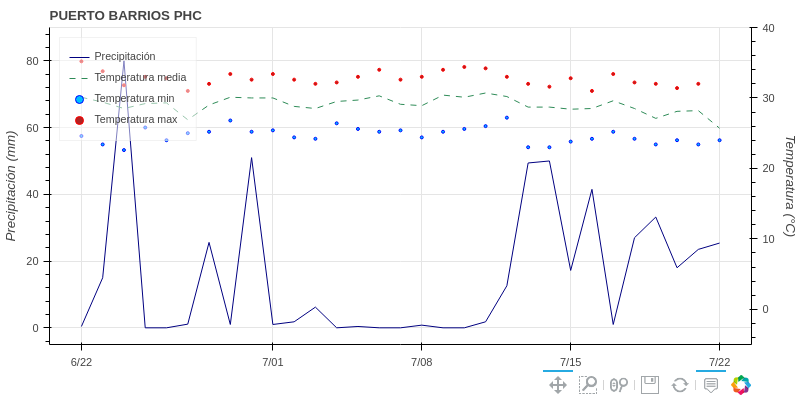 PUERTO BARRIOS PHC
Precipitación
Temperatura media
Temperatura min
Temperatura max
Precipitación (mm)
80
60
40
20
0
Temperatura (°C)
40
30
20
10
0
6/22
7/01
7/08
7/15
7/22